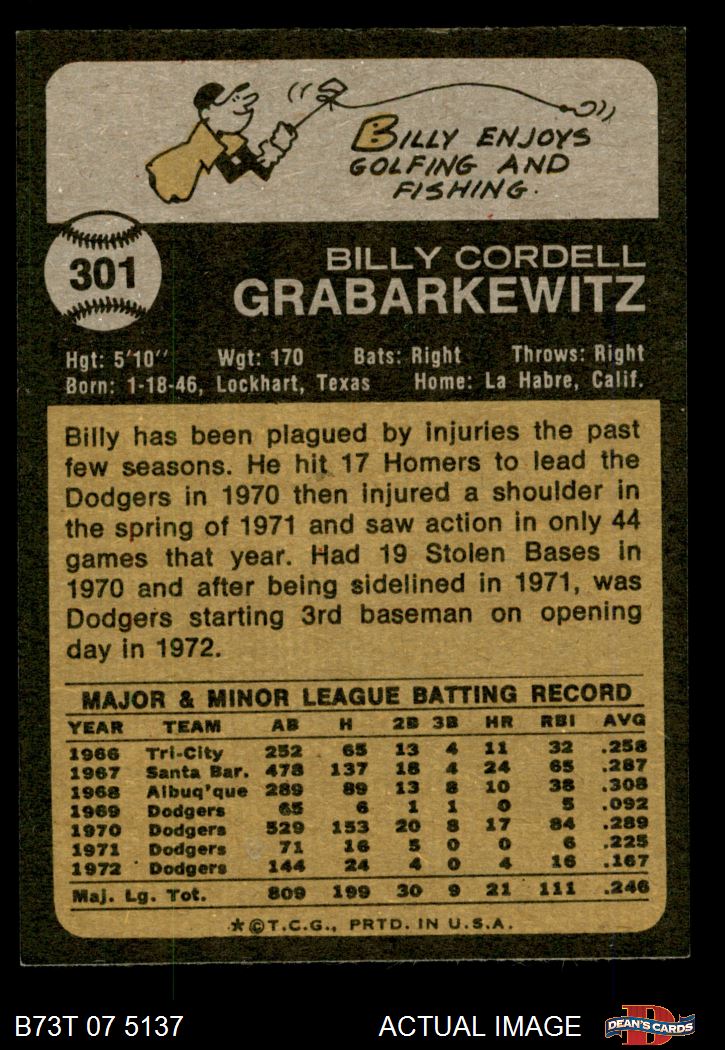 BILLY ENJOYS
GOLFING AND
FISHING.
301
BILLY CORDELL
GRABARKEWITZ
Hgt: 5'10" Wgt: 170 Bats: Right Throws: Right
Born: 1-18-46, Lockhart, Texas Home: La Habre, Calif.
Billy has been plagued by injuries the past
few seasons. He hit 17 Homers to lead the
Dodgers in 1970 then injured a shoulder in
the spring of 1971 and saw action in only 44
games that year. Had 19 Stolen Bases in
1970 and after being sidelined in 1971, was
Dodgers starting 3rd baseman on opening
day in 1972.
MAJOR & MINOR LEAGUE BATTING RECORD
YEAR TEAM AB H 2B 3B HR RBI AVG
1966 Tri-City 252 65 13 4 11 32 .258
1967 Santa Bar. 478 137 18 4 24 65 .287
1968 Albuq'que 289 89 13 8 10 38 .308
1969 Dodgers 65 6 1 1 0 5 .092
1970 Dodgers 529 153 20 8 17 84 .289
1971 Dodgers 71 16 5 0 0 6 .225
1972 Dodgers 144 24 4 0 4 16 .167
Maj. Lg. Tot. 809 199 30 9 21 111 .246
*©T.C.G., PRTD. IN U.S.A.
B73T 07 5137 ACTUAL IMAGE
DEAN'S CARDS